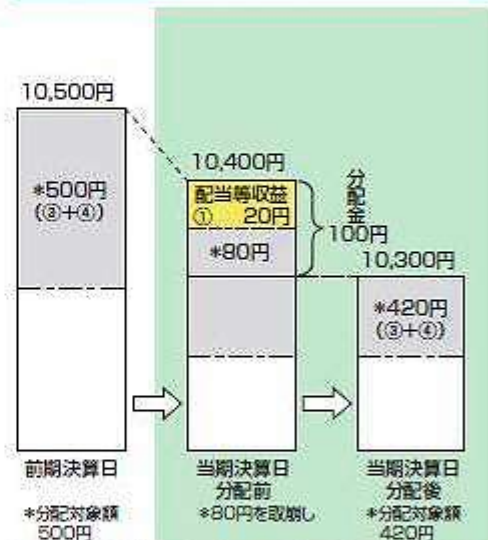 10,500円
*500円
(③+④)
10,400円
配当等収益
① 20円
*80円
分配金
100円
10,300円
*420円
(③+④)
前期決算日
*分配対象額
500円
当期決算日
分配前
*80円を取崩し
当期決算日
分配後
*分配対象額
420円